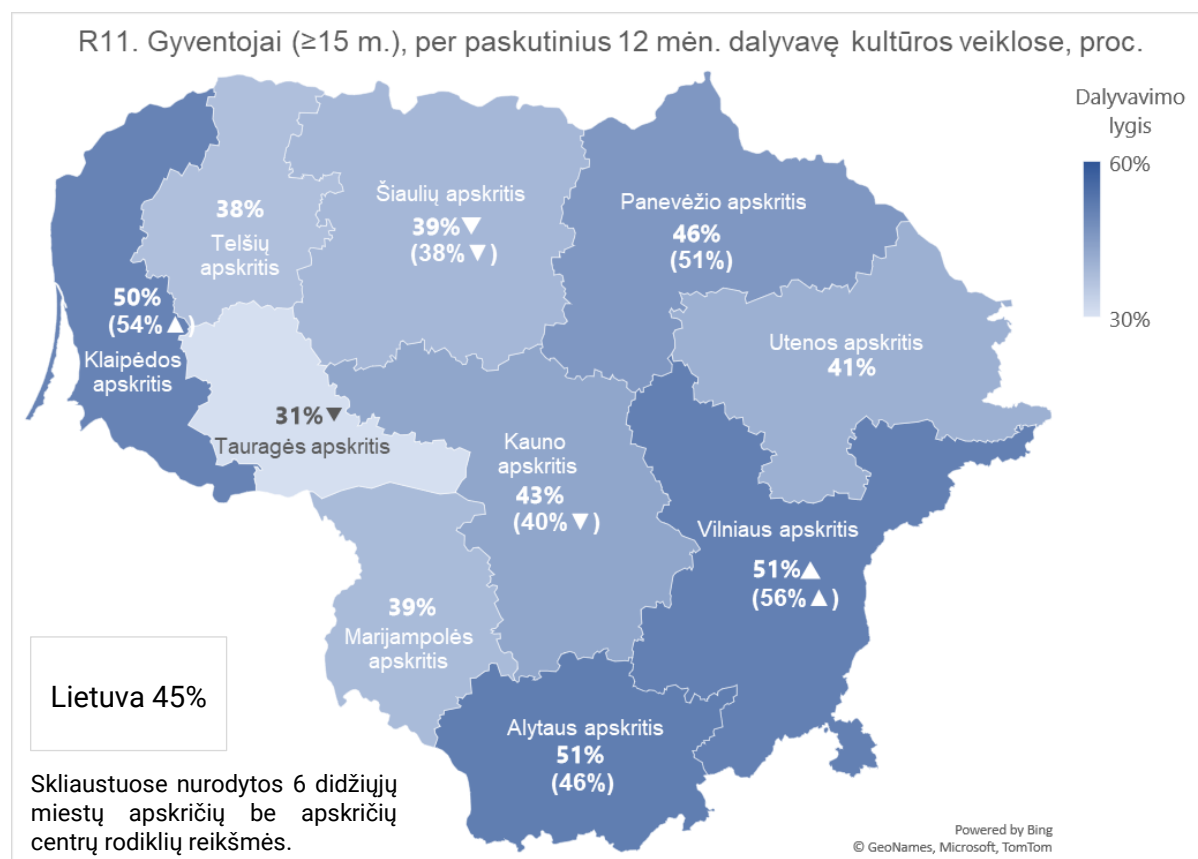 R11. Gyventojai (≥15 m.), per paskutinius 12 mėn. dalyvavę kultūros veiklose, proc.
Dalyvavimo
lygis
60%
30%
38%
Telšių
apskritis
Šiaulių apskritis
39%▼
(38%▼)
Panevėžio apskritis
46%
(51%)
50%
(54%▲)
Klaipėdos
apskritis
Utenos apskritis
41%
31%▼
Tauragės apskritis
Kauno
apskritis
43%
(40%▼)
Vilniaus apskritis
51%▲
(56%▲)
39%
Marijampolės
apskritis
Alytaus apskritis
51%
(46%)
Lietuva 45%
Skliaustuose nurodytos 6 didžiųjų
miestų apskričių be apskričių
centrų rodiklių reikšmės.
Powered by Bing
© GeoNames, Microsoft, TomTom